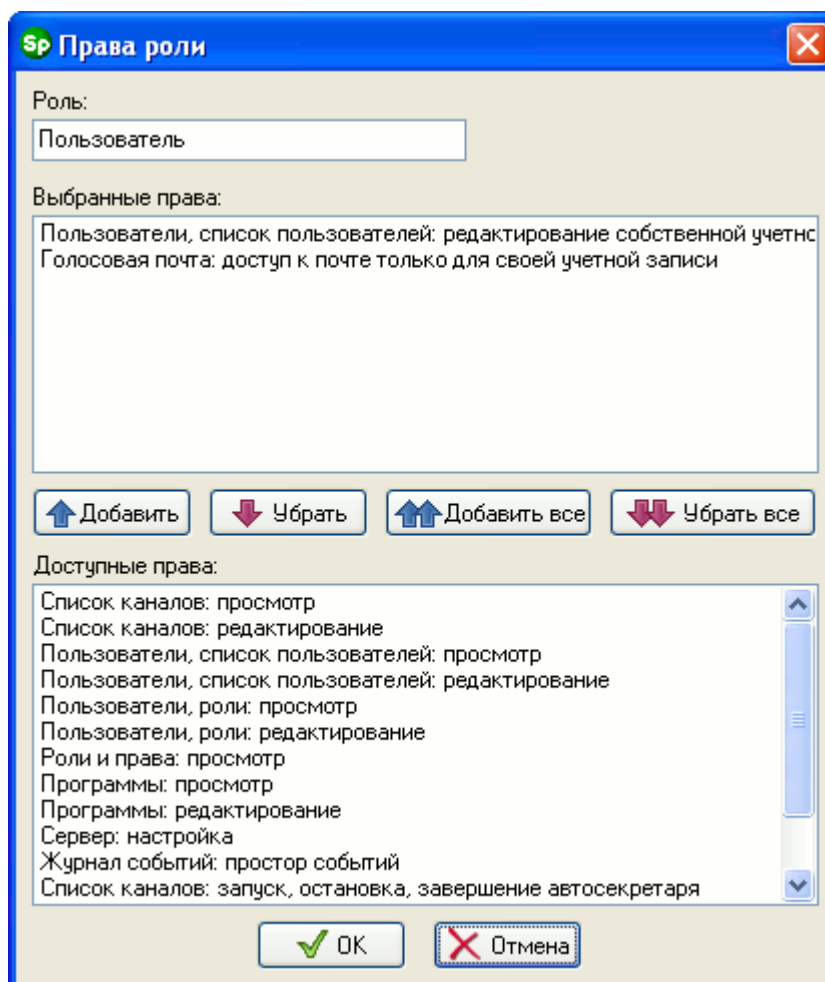 Sp Права роли
Роль:
Пользователь
Выбранные права:
Пользователи, список пользователей: редактирование собственной учетно
Голосовая почта: доступ к почте только для своей учетной записи
Добавить Убрать Добавить все Убрать все
Доступные права:
Список каналов: просмотр
Список каналов: редактирование
Пользователи, список пользователей: просмотр
Пользователи, список пользователей: редактирование
Пользователи, роли: просмотр
Пользователи, роли: редактирование
Роли и права: просмотр
Программы: просмотр
Программы: редактирование
Сервер: настройка
Журнал событий: простор событий
Список каналов: запуск, остановка, завершение автосекретаря
OK Отмена